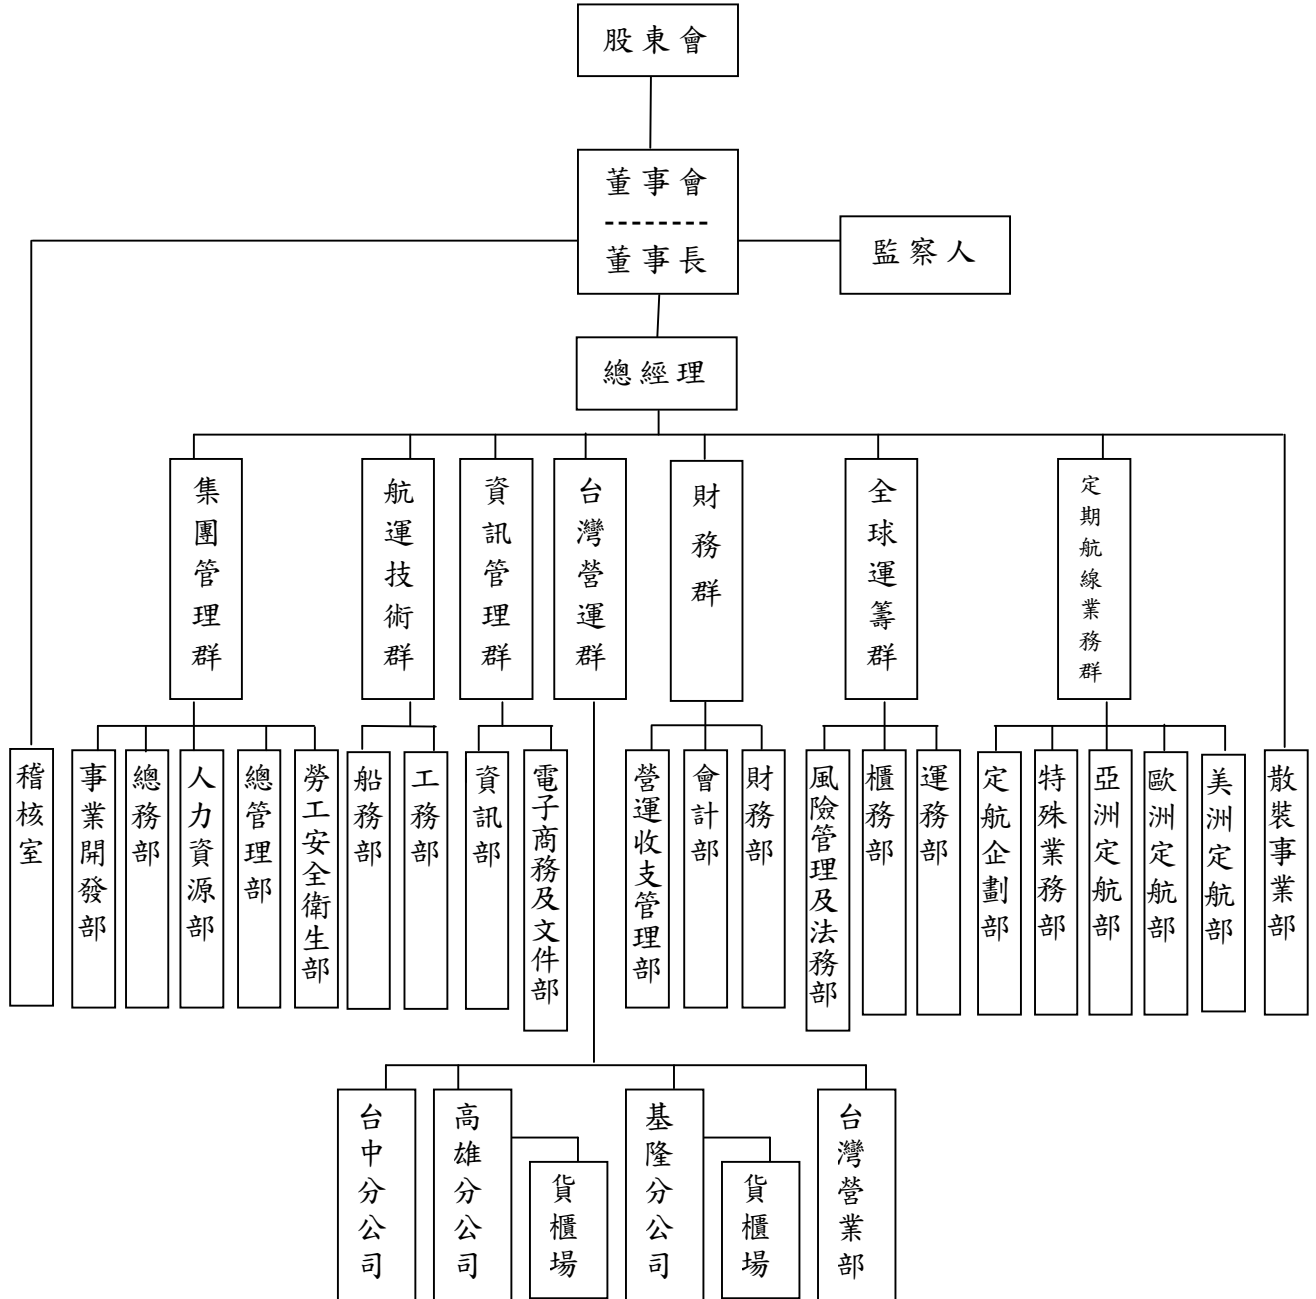 股東會
董事會
董事長
監察人
總經理
集團管理群
航運技術群
資訊管理群
台灣營運群
財務群
全球運籌群
定期航線業務群
稽核室
事業開發部
總務部
人力資源部
總管理部
勞工安全衛生部
船務部
工務部
資訊部
電子商務及文件部
營運收支管理部
會計部
財務部
風險管理及法務部
櫃務部
運務部
定航企劃部
特殊業務部
亞洲定航部
歐洲定航部
美洲定航部
散裝事業部
台中分公司
高雄分公司
貨櫃場
基隆分公司
貨櫃場
台灣營業部